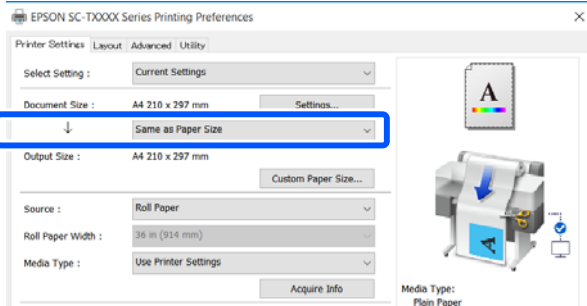 EPSON SC-TXXXX Series Printing Preferences
Printer Settings Layout Advanced Utility
Select Setting : Current Settings
Document Size : A4 210 x 297 mm Settings...
↓ Same as Paper Size
Output Size : A4 210 x 297 mm
Custom Paper Size...
Source : Roll Paper
Roll Paper Width : 36 in (914 mm)
Media Type : Use Printer Settings
Acquire Info
A
Media Type:
Plain Paper